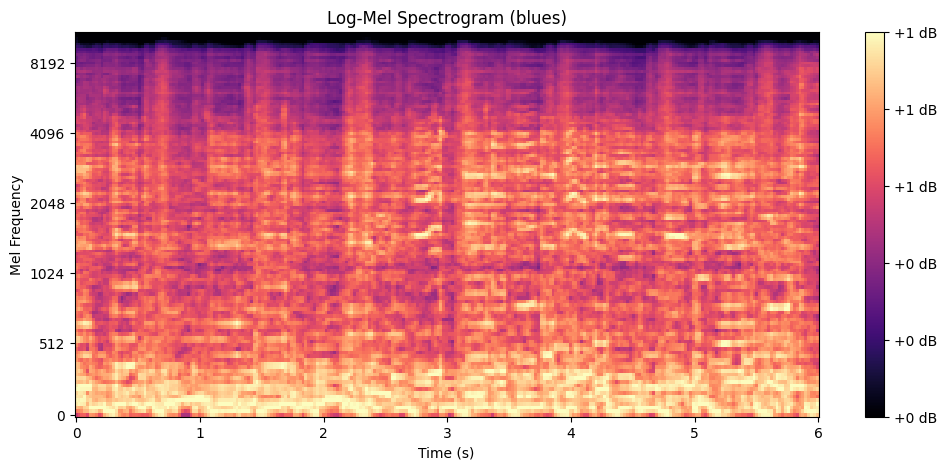 Log-Mel Spectrogram (blues)
8192
4096
2048
1024
512
0
Mel Frequency
0 1 2 3 4 5 6
Time (s)
+1 dB
+1 dB
+1 dB
+0 dB
+0 dB
+0 dB